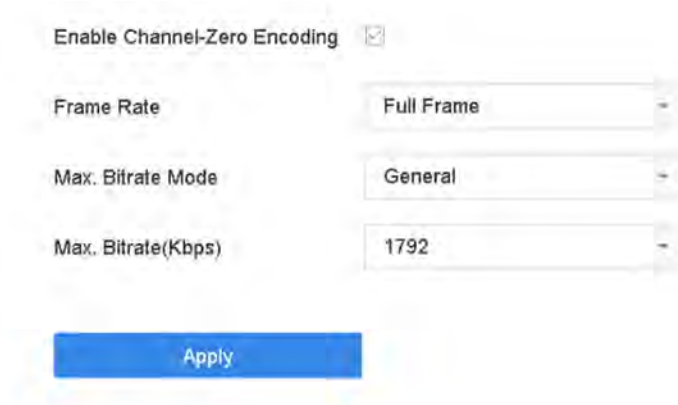 Enable Channel-Zero Encoding
Frame Rate Full Frame
Max. Bitrate Mode General
Max. Bitrate(Kbps) 1792
Apply